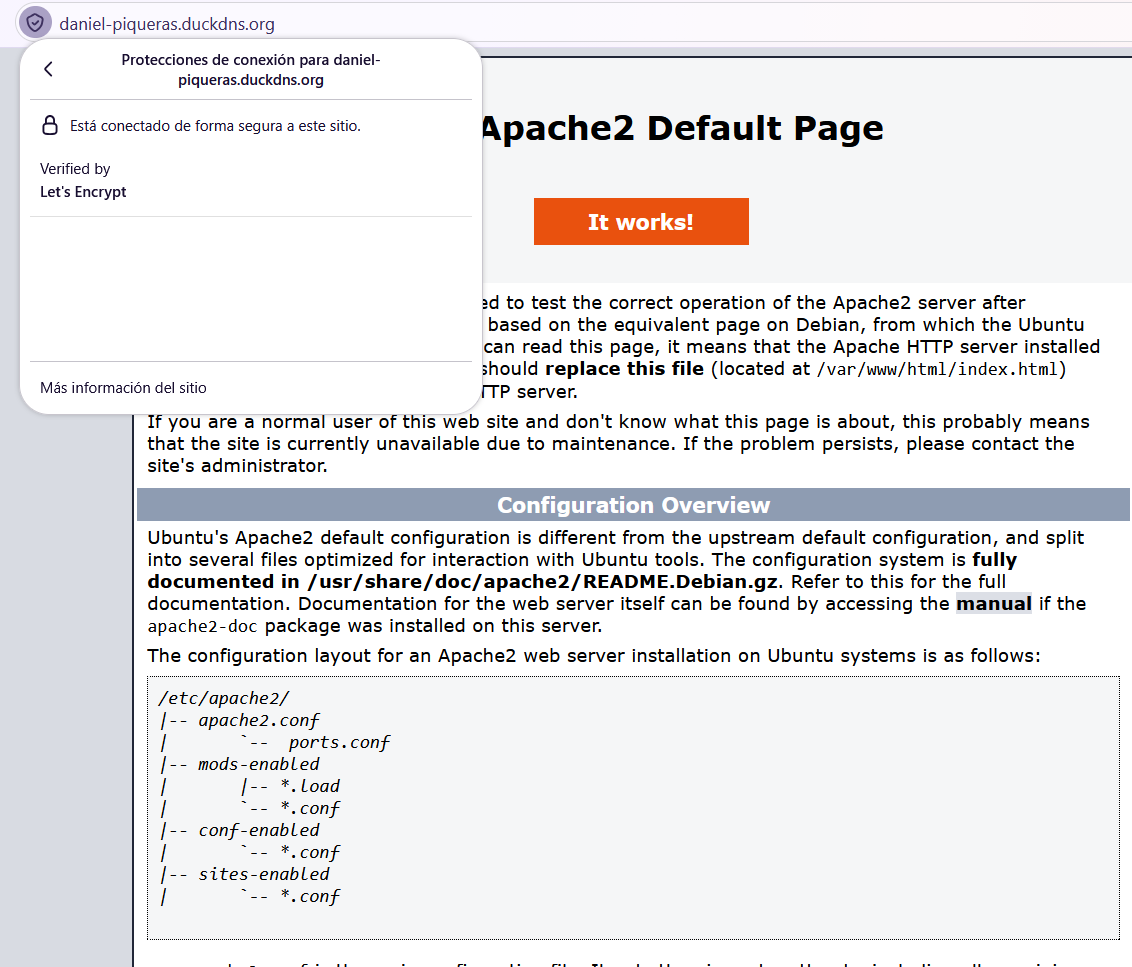 daniel-piqueras.duckdns.org
Protecciones de conexión para daniel-
piqueras.duckdns.org
Está conectado de forma segura a este sitio.
Verified by
Let's Encrypt
Más información del sitio
Apache2 Default Page
It works!
ed to test the correct operation of the Apache2 server after
based on the equivalent page on Debian, from which the Ubuntu
can read this page, it means that the Apache HTTP server installed
should replace this file (located at /var/www/html/index.html)
TTP server.
If you are a normal user of this web site and don't know what this page is about, this probably means
that the site is currently unavailable due to maintenance. If the problem persists, please contact the
site's administrator.
Configuration Overview
Ubuntu's Apache2 default configuration is different from the upstream default configuration, and split
into several files optimized for interaction with Ubuntu tools. The configuration system is fully
documented in /usr/share/doc/apache2/README.Debian.gz. Refer to this for the full
documentation. Documentation for the web server itself can be found by accessing the manual if the
apache2-doc package was installed on this server.
The configuration layout for an Apache2 web server installation on Ubuntu systems is as follows:
/etc/apache2/
|-- apache2.conf
|       `--  ports.conf
|-- mods-enabled
|       |-- *.load
|       `-- *.conf
|-- conf-enabled
|       `-- *.conf
|-- sites-enabled
|       `-- *.conf